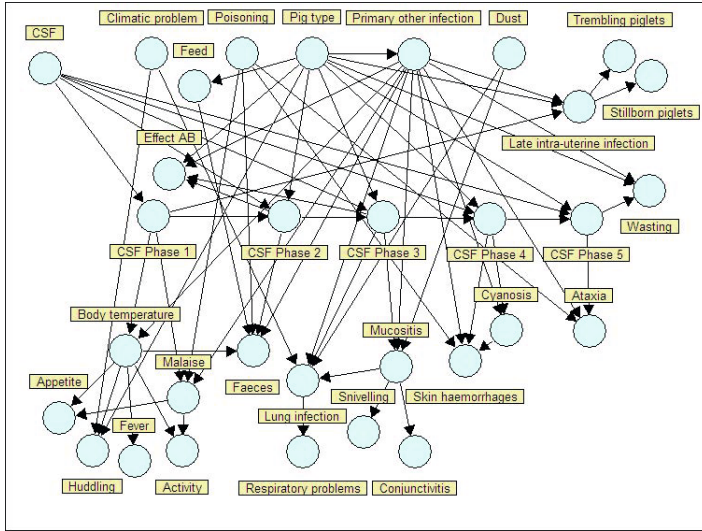 Climatic problem
Poisoning
Pig type
Primary other infection
Dust
Trembling piglets
CSF
Feed
Stillborn piglets
Effect AB
Late intra-uterine infection
Wasting
CSF Phase 1
CSF Phase 2
CSF Phase 3
CSF Phase 4
CSF Phase 5
Cyanosis
Ataxia
Body temperature
Mucositis
Malaise
Appetite
Faeces
Snivelling
Skin haemorrhages
Lung infection
Fever
Huddling
Activity
Respiratory problems
Conjunctivitis